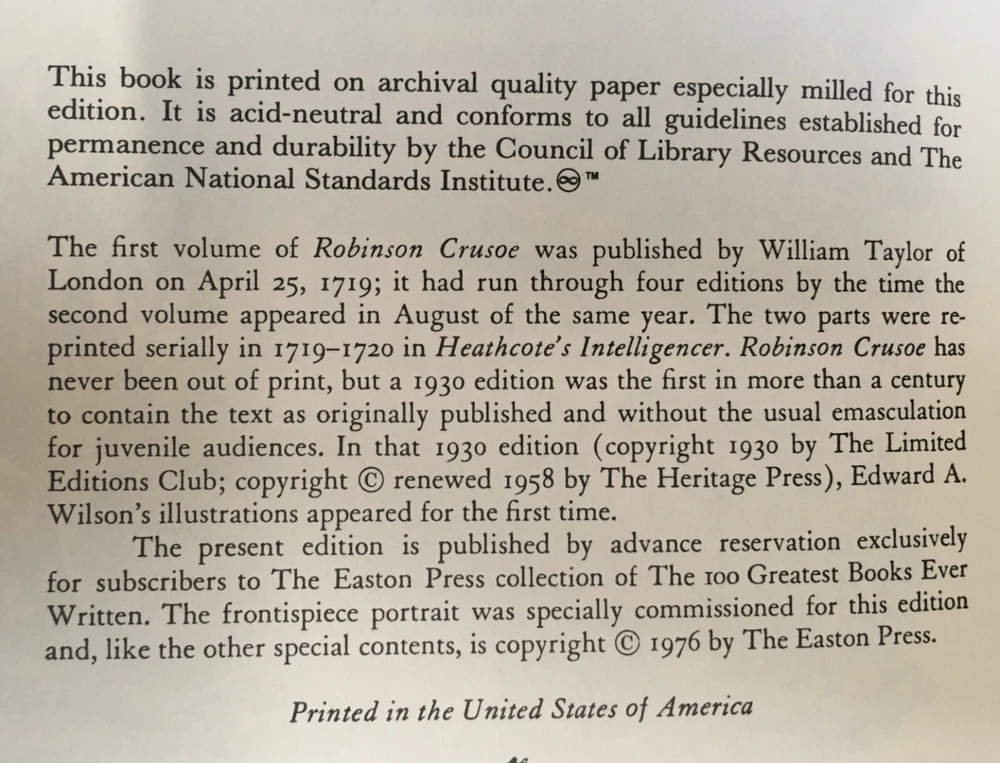 This book is printed on archival quality paper especially milled for this
edition. It is acid-neutral and conforms to all guidelines established for
permanence and durability by the Council of Library Resources and The
American National Standards Institute.♾™
The first volume of Robinson Crusoe was published by William Taylor of
London on April 25, 1719; it had run through four editions by the time the
second volume appeared in August of the same year. The two parts were re-
printed serially in 1719–1720 in Heathcote's Intelligencer. Robinson Crusoe has
never been out of print, but a 1930 edition was the first in more than a century
to contain the text as originally published and without the usual emasculation
for juvenile audiences. In that 1930 edition (copyright 1930 by The Limited
Editions Club; copyright © renewed 1958 by The Heritage Press), Edward A.
Wilson's illustrations appeared for the first time.
The present edition is published by advance reservation exclusively
for subscribers to The Easton Press collection of The 100 Greatest Books Ever
Written. The frontispiece portrait was specially commissioned for this edition
and, like the other special contents, is copyright © 1976 by The Easton Press.
Printed in the United States of America